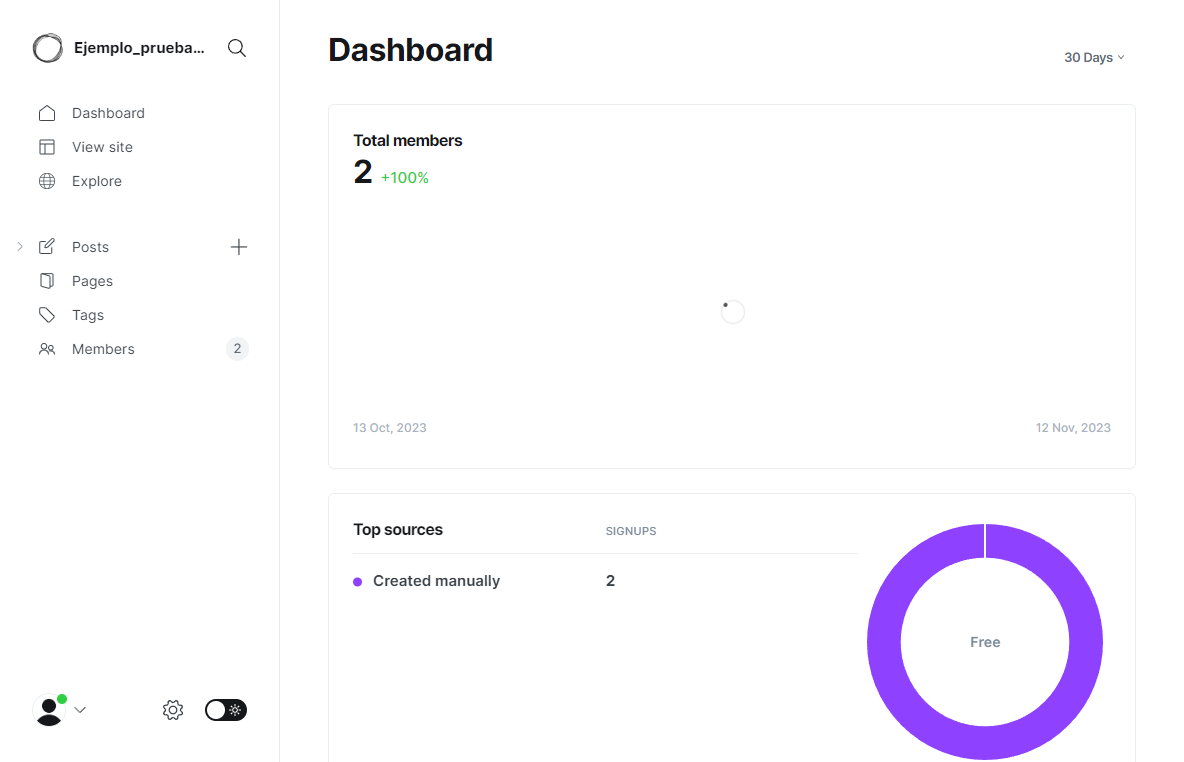 Ejemplo_prueba...
Dashboard
View site
Explore
Posts
Pages
Tags
Members
2
Dashboard
30 Days
Total members
2 +100%
13 Oct, 2023
12 Nov, 2023
Top sources
SIGNUPS
Created manually
2
Free